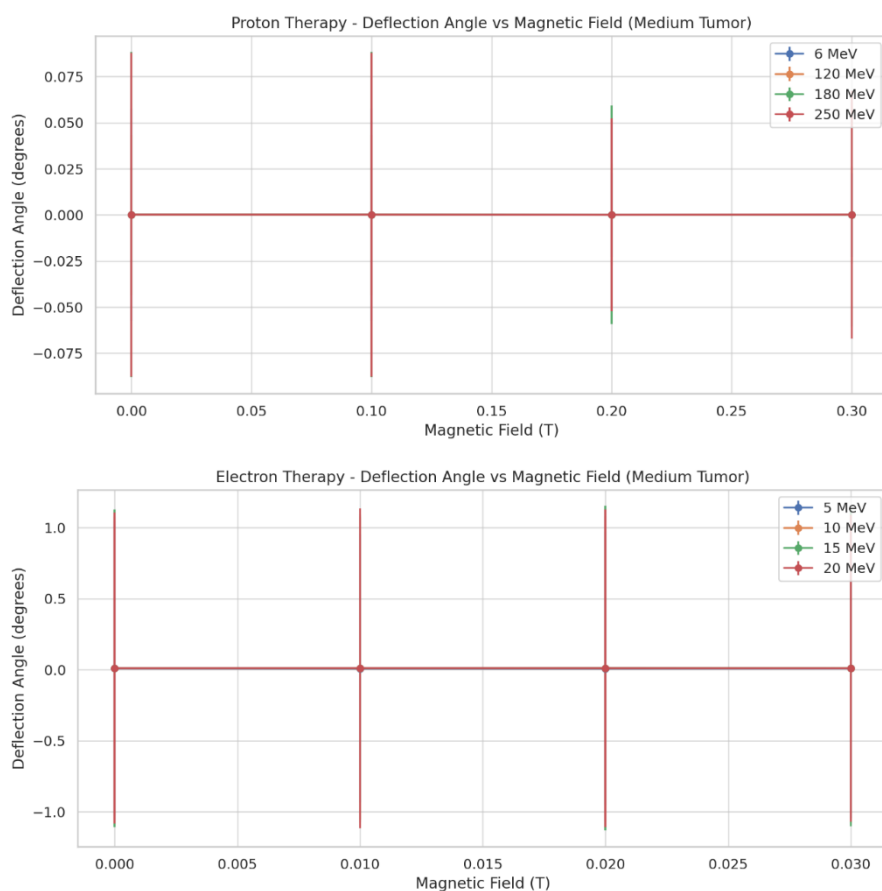 Proton Therapy - Deflection Angle vs Magnetic Field (Medium Tumor)
6 MeV
120 MeV
180 MeV
250 MeV
0.075
0.050
0.025
0.000
−0.025
−0.050
−0.075
Deflection Angle (degrees)
0.00 0.05 0.10 0.15 0.20 0.25 0.30
Magnetic Field (T)
Electron Therapy - Deflection Angle vs Magnetic Field (Medium Tumor)
5 MeV
10 MeV
15 MeV
20 MeV
1.0
0.5
0.0
−0.5
−1.0
Deflection Angle (degrees)
0.000 0.005 0.010 0.015 0.020 0.025 0.030
Magnetic Field (T)